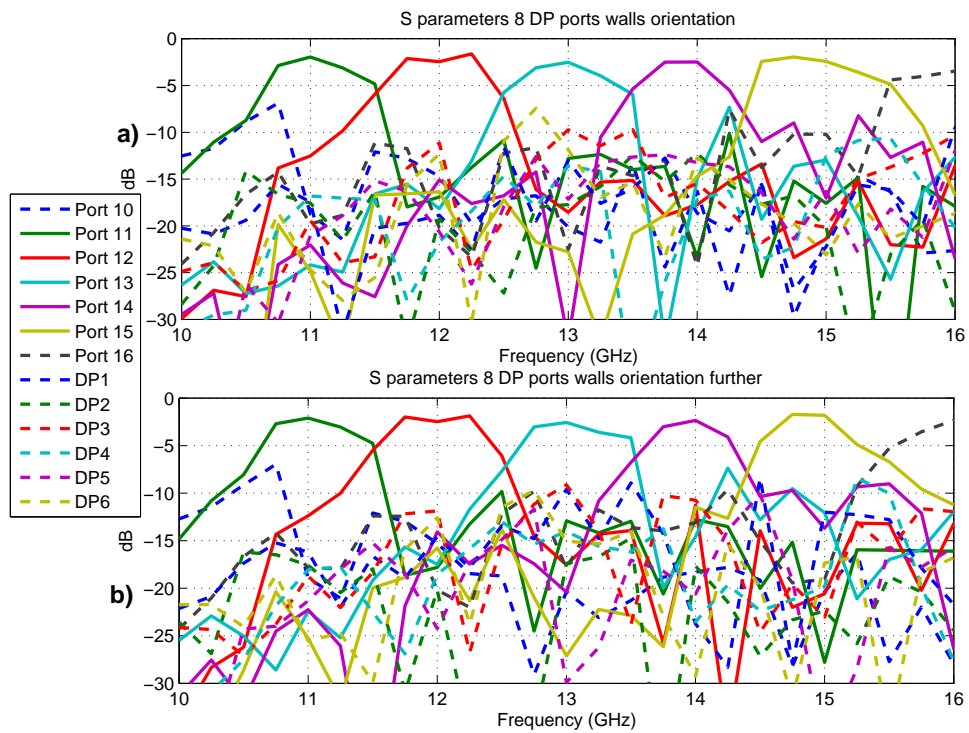 S parameters 8 DP ports walls orientation
0
−5
−10
−15
−20
−25
−30
dB
a)
10 11 12 13 14 15 16
Frequency (GHz)
Port 10
Port 11
Port 12
Port 13
Port 14
Port 15
Port 16
DP1
DP2
DP3
DP4
DP5
DP6
S parameters 8 DP ports walls orientation further
0
−5
−10
−15
−20
−25
−30
dB
b)
10 11 12 13 14 15 16
Frequency (GHz)